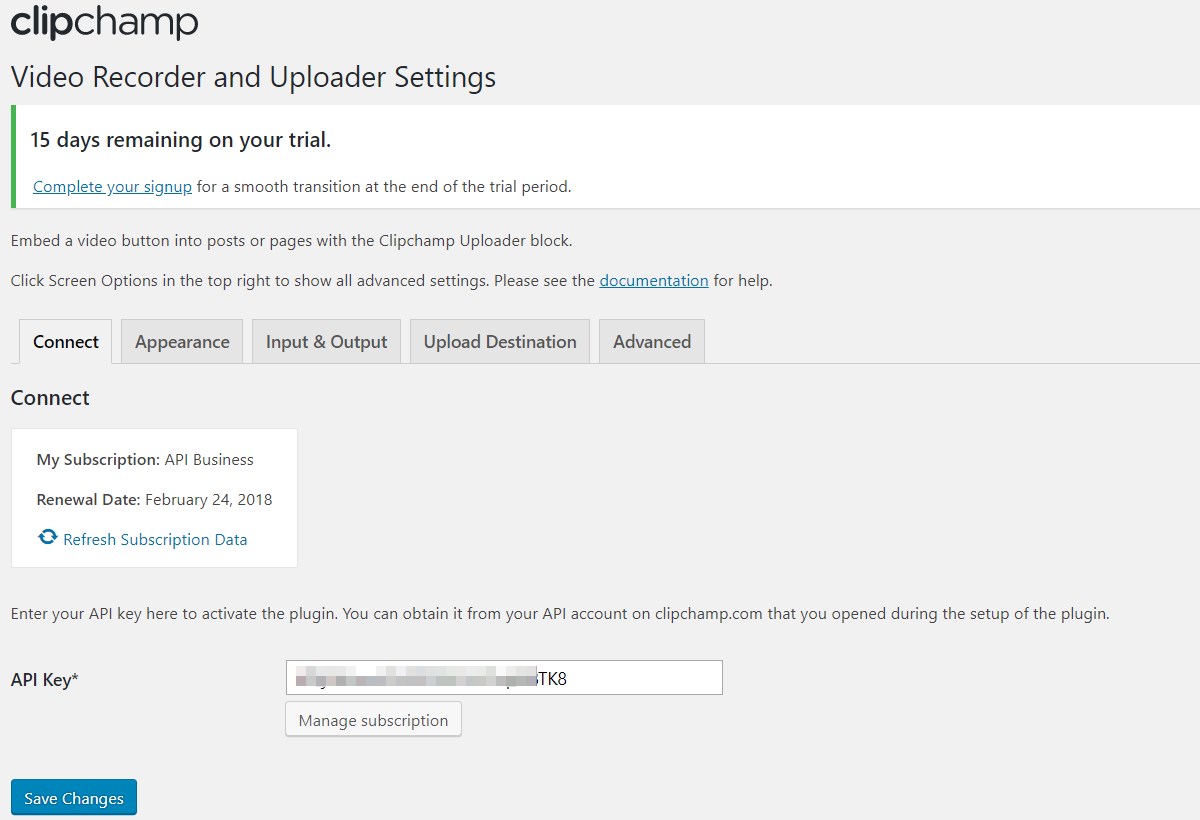 clipchamp
Video Recorder and Uploader Settings
15 days remaining on your trial.
Complete your signup for a smooth transition at the end of the trial period.
Embed a video button into posts or pages with the Clipchamp Uploader block.
Click Screen Options in the top right to show all advanced settings. Please see the documentation for help.
Connect Appearance Input & Output Upload Destination Advanced
Connect
My Subscription: API Business
Renewal Date: February 24, 2018
Refresh Subscription Data
Enter your API key here to activate the plugin. You can obtain it from your API account on clipchamp.com that you opened during the setup of the plugin.
API Key* TK8
Manage subscription
Save Changes